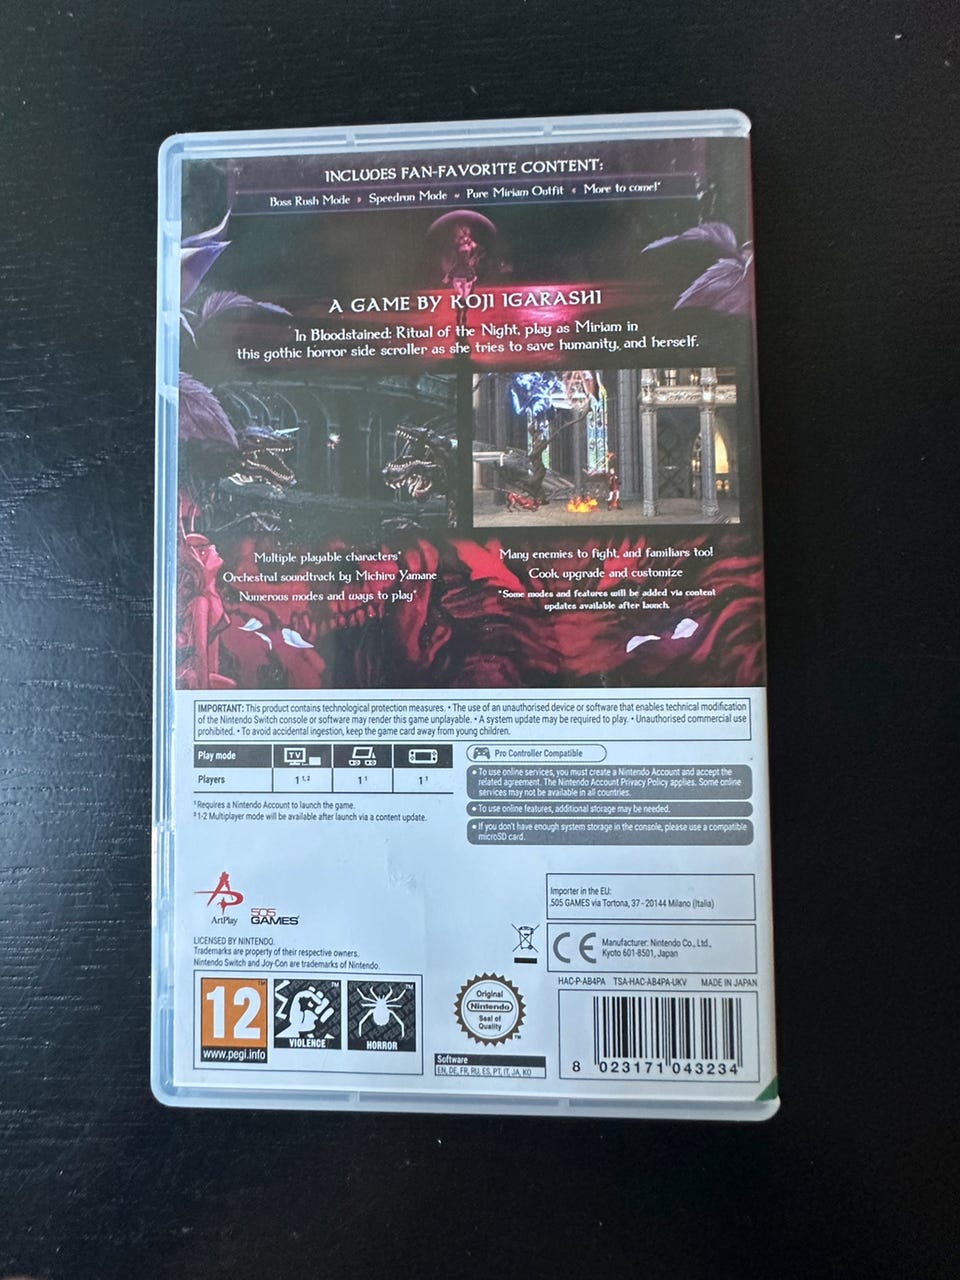 INCLUDES FAN-FAVORITE CONTENT:
Boss Rush Mode • Speedrun Mode • Pure Miriam Outfit • More to come!*
A GAME BY KOJI IGARASHI
In Bloodstained: Ritual of the Night, play as Miriam in
this gothic horror side scroller as she tries to save humanity, and herself.
Multiple playable characters*
Orchestral soundtrack by Michiru Yamane
Numerous modes and ways to play*
Many enemies to fight, and familiars too!
Cook, upgrade and customize
*Some modes and features will be added via content
updates available after launch.
IMPORTANT: This product contains technological protection measures. • The use of an unauthorised device or software that enables technical modification
of the Nintendo Switch console or software may render this game unplayable. • A system update may be required to play. • Unauthorised commercial use
prohibited. • To avoid accidental ingestion, keep the game card away from young children.
Play mode
TV
Players
1 1,2
1 1
1 1
1 Requires a Nintendo Account to launch the game.
2 1-2 Multiplayer mode will be available after launch via a content update.
Pro Controller Compatible
• To use online services, you must create a Nintendo Account and accept the
related agreement. The Nintendo Account Privacy Policy applies. Some online
services may not be available in all countries.
• To use online features, additional storage may be needed.
• If you don't have enough system storage in the console, please use a compatible
microSD card.
ArtPlay
505
GAMES
Importer in the EU:
505 GAMES via Tortona, 37 - 20144 Milano (Italia)
LICENSED BY NINTENDO.
Trademarks are property of their respective owners.
Nintendo Switch and Joy-Con are trademarks of Nintendo.
CE
Manufacturer: Nintendo Co., Ltd.,
Kyoto 601-8501, Japan
HAC-P-AB4PA TSA-HAC-AB4PA-UKV MADE IN JAPAN
12
TM
www.pegi.info
TM
VIOLENCE
TM
HORROR
Original
Nintendo
Seal of
Quality
TM
Software
EN, DE, FR, RU, ES, PT, IT, JA, KO
8 023171 043234